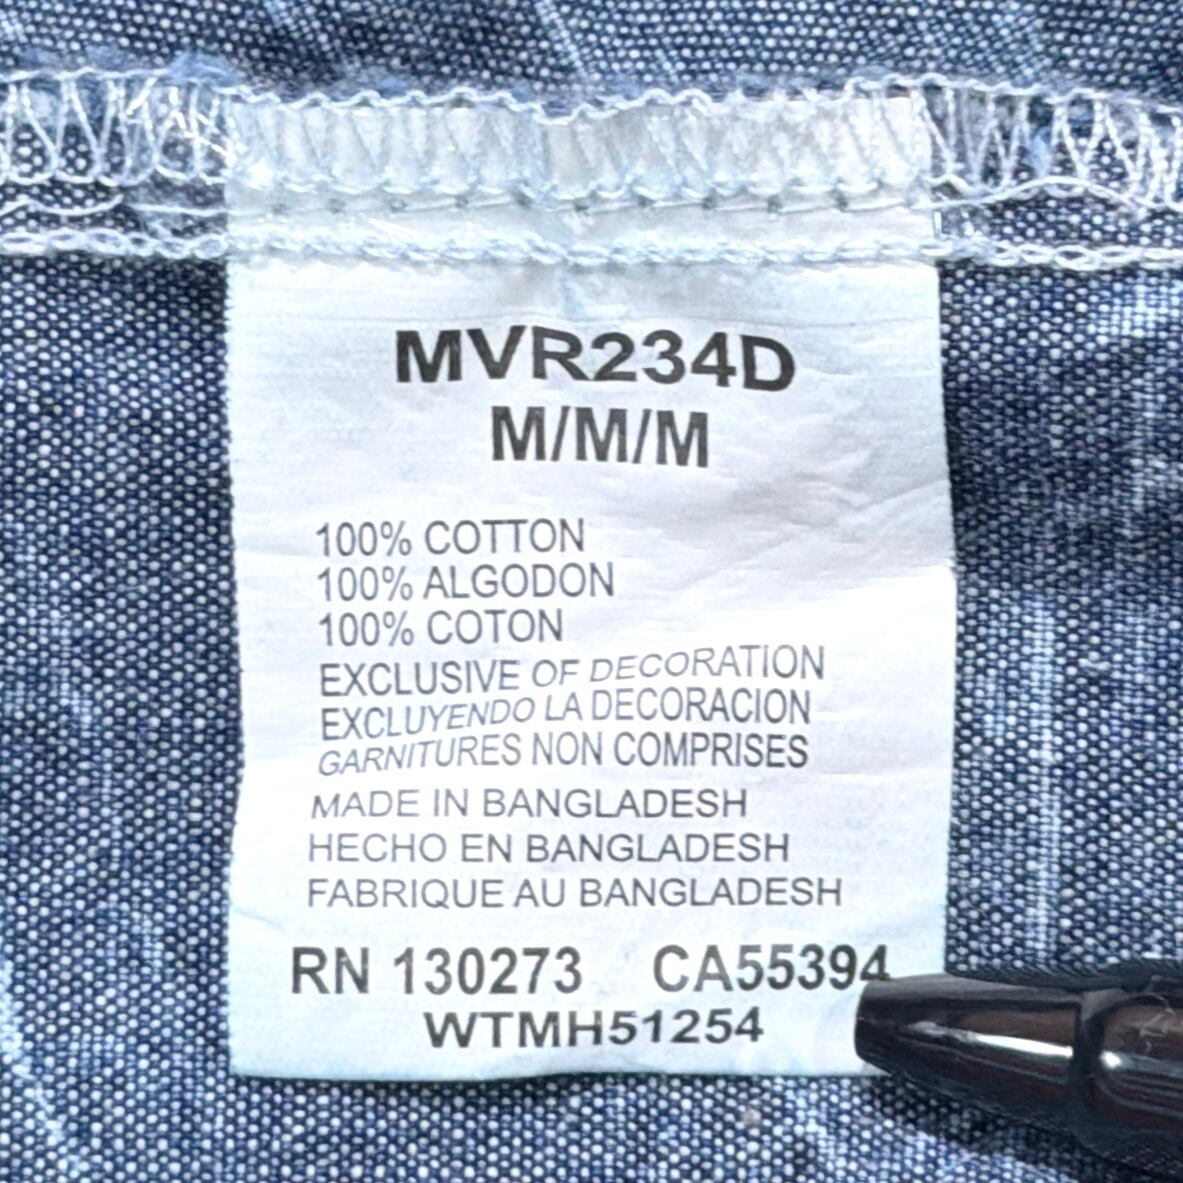 MVR234D
M/M/M
100% COTTON
100% ALGODON
100% COTON
EXCLUSIVE OF DECORATION
EXCLUYENDO LA DECORACION
GARNITURES NON COMPRISES
MADE IN BANGLADESH
HECHO EN BANGLADESH
FABRIQUE AU BANGLADESH
RN 130273 CA55394
WTMH51254